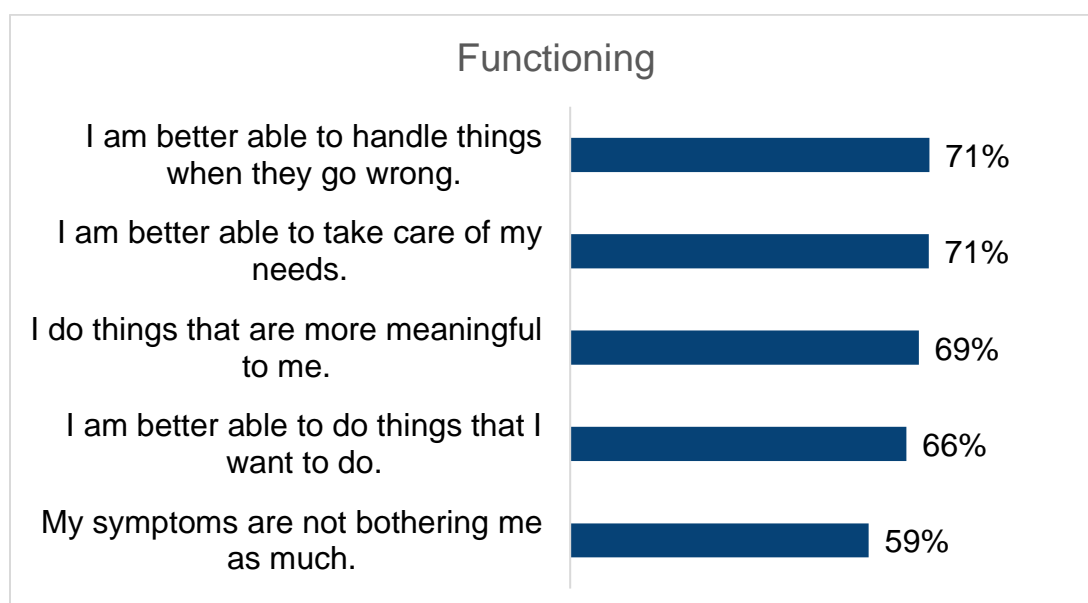 Functioning
I am better able to handle things
when they go wrong.
71%
I am better able to take care of my
needs.
71%
I do things that are more meaningful
to me.
69%
I am better able to do things that I
want to do.
66%
My symptoms are not bothering me
as much.
59%